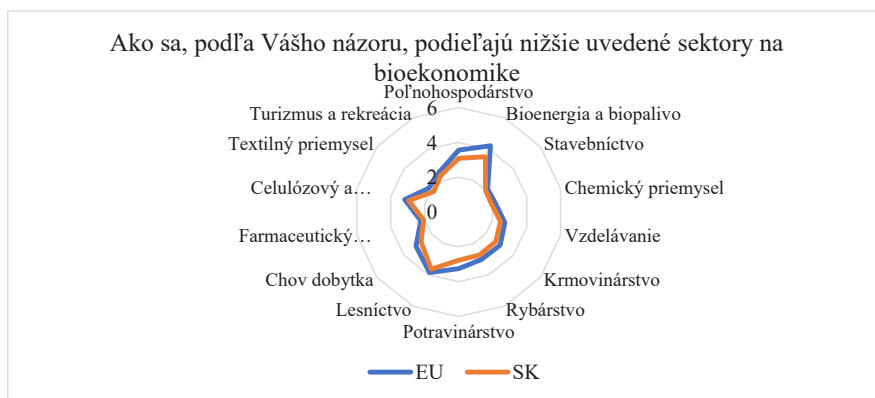 Ako sa, podľa Vášho názoru, podieľajú nižšie uvedené sektory na
bioekonomike
Poľnohospodárstvo
Bioenergia a biopalivo
Stavebníctvo
Chemický priemysel
Vzdelávanie
Krmovinárstvo
Rybárstvo
Potravinárstvo
Lesníctvo
Chov dobytka
Farmaceutický…
Celulózový a…
Textilný priemysel
Turizmus a rekreácia
6
4
2
0
EU
SK